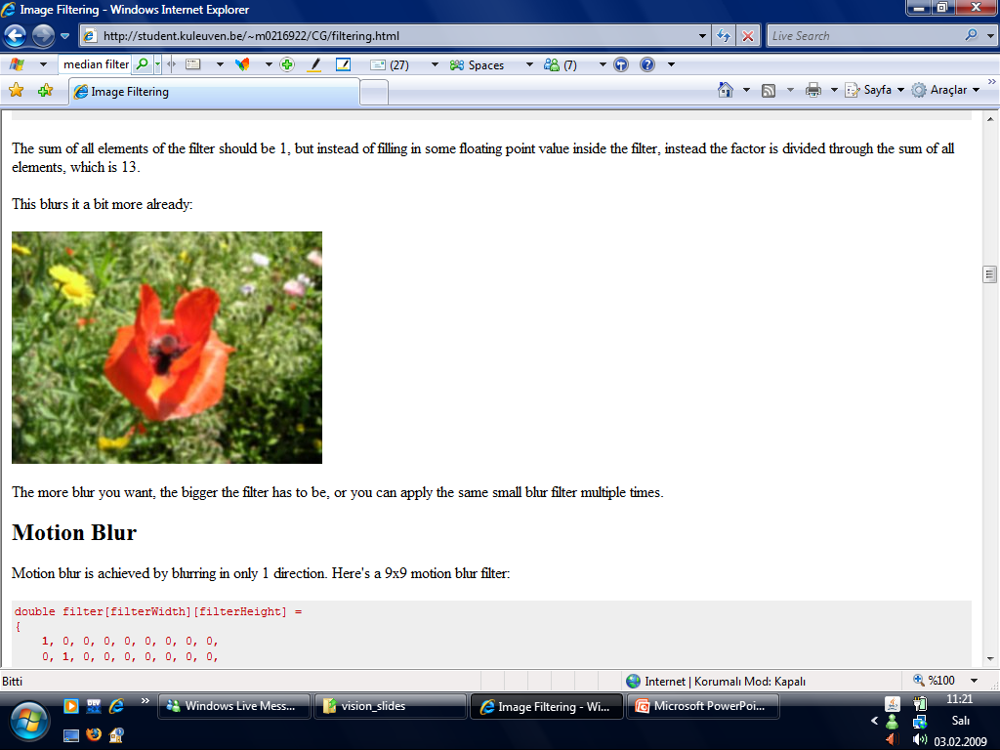 Image Filtering - Windows Internet Explorer
http://student.kuleuven.be/~m0216922/CG/filtering.html
Live Search
median filter
(27)
Spaces
(7)
Image Filtering
Sayfa
Araçlar
The sum of all elements of the filter should be 1, but instead of filling in some floating point value inside the filter, instead the factor is divided through the sum of all
elements, which is 13.
This blurs it a bit more already:
The more blur you want, the bigger the filter has to be, or you can apply the same small blur filter multiple times.
Motion Blur
Motion blur is achieved by blurring in only 1 direction. Here's a 9x9 motion blur filter:
double filter[filterWidth][filterHeight] =
{
1, 0, 0, 0, 0, 0, 0, 0, 0,
0, 1, 0, 0, 0, 0, 0, 0, 0,
Bitti
Internet | Korumalı Mod: Kapalı
%100
Windows Live Mess...
vision_slides
Image Filtering - Wi...
Microsoft PowerPoi...
11:21
Salı
03.02.2009